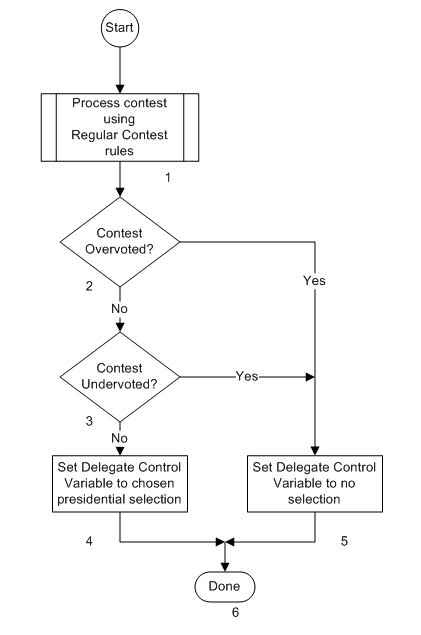 Start
Process contest
using
Regular Contest
rules
1
Contest
Overvoted?
2
Yes
No
Contest
Undervoted?
Yes
3
No
Set Delegate Control
Variable to chosen
presidential selection
Set Delegate Control
Variable to no
selection
4
5
Done
6